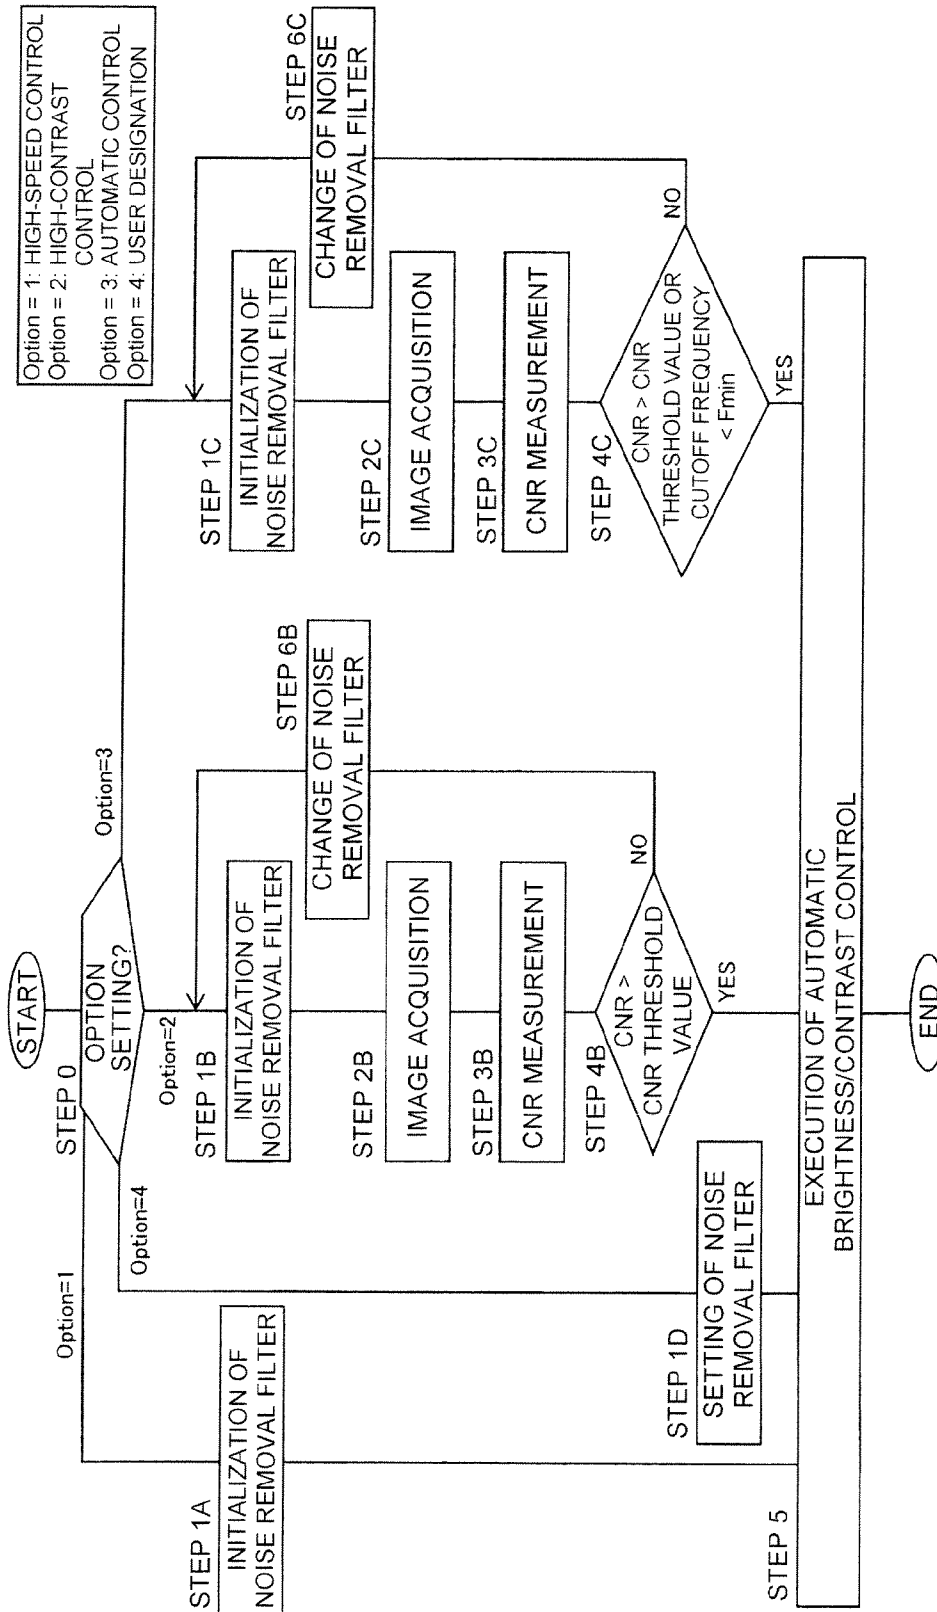 START
STEP 0
OPTION
SETTING?
Option = 1: HIGH-SPEED CONTROL
Option = 2: HIGH-CONTRAST
CONTROL
Option = 3: AUTOMATIC CONTROL
Option = 4: USER DESIGNATION
Option=1
Option=4
Option=2
Option=3
STEP 1A
INITIALIZATION OF
NOISE REMOVAL FILTER
STEP 1B
INITIALIZATION OF
NOISE REMOVAL FILTER
STEP 2B
IMAGE ACQUISITION
STEP 3B
CNR MEASUREMENT
STEP 4B
CNR >
CNR THRESHOLD
VALUE
NO
YES
STEP 6B
CHANGE OF NOISE
REMOVAL FILTER
STEP 1C
INITIALIZATION OF
NOISE REMOVAL FILTER
STEP 2C
IMAGE ACQUISITION
STEP 3C
CNR MEASUREMENT
STEP 4C
CNR > CNR
THRESHOLD VALUE OR
CUTOFF FREQUENCY
< Fmin
NO
YES
STEP 6C
CHANGE OF NOISE
REMOVAL FILTER
STEP 1D
SETTING OF NOISE
REMOVAL FILTER
STEP 5
EXECUTION OF AUTOMATIC
BRIGHTNESS/CONTRAST CONTROL
END